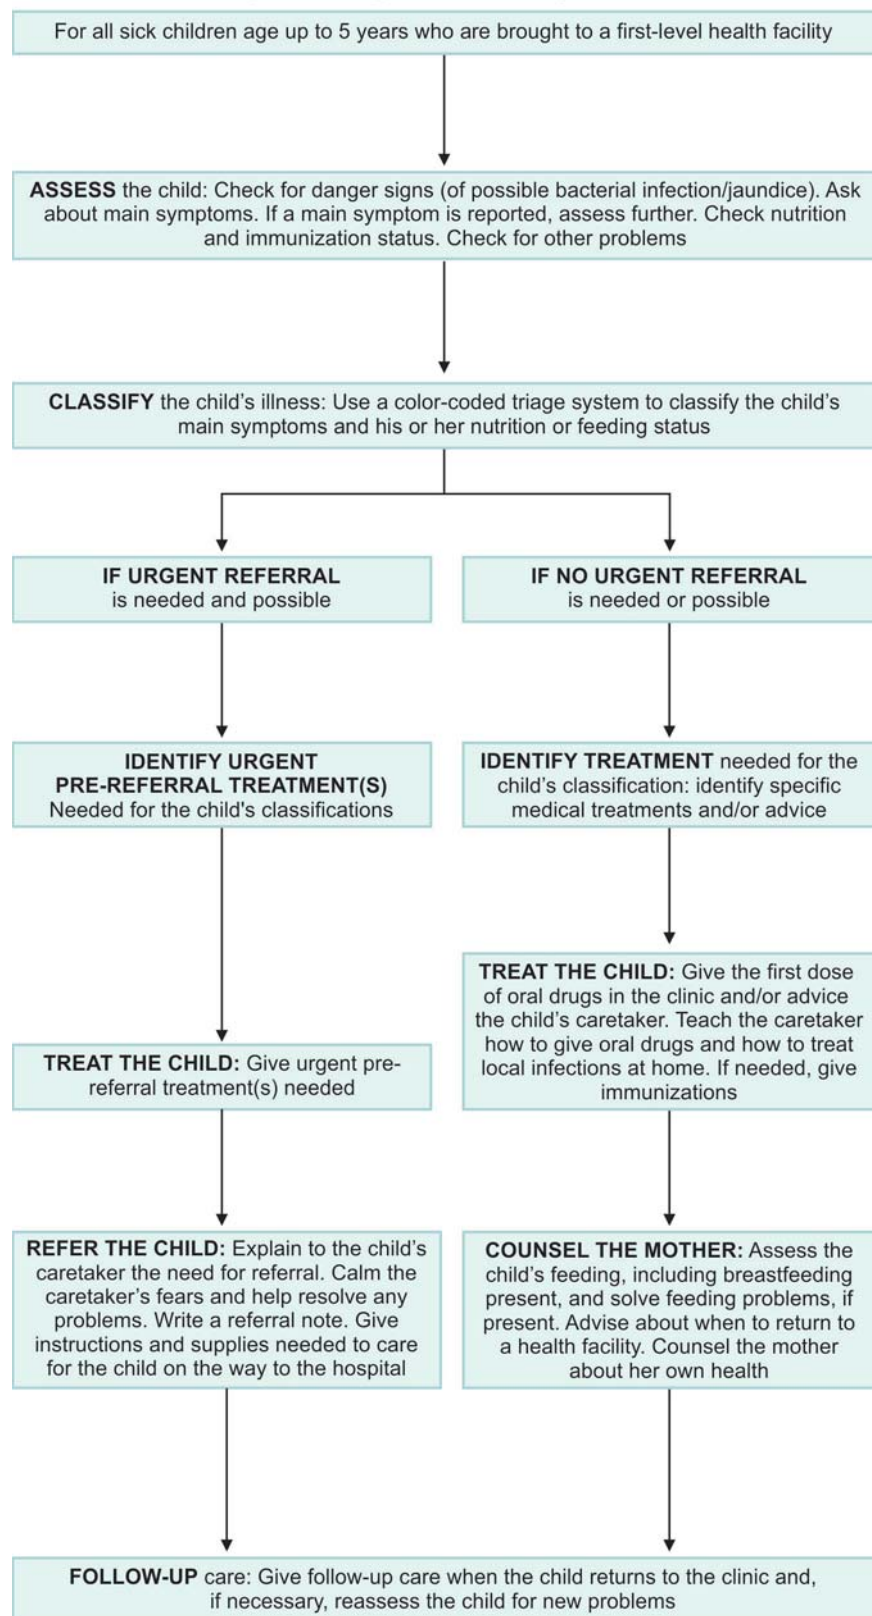 For all sick children age up to 5 years who are brought to a first-level health facility
ASSESS the child: Check for danger signs (of possible bacterial infection/jaundice). Ask
about main symptoms. If a main symptom is reported, assess further. Check nutrition
and immunization status. Check for other problems
CLASSIFY the child's illness: Use a color-coded triage system to classify the child's
main symptoms and his or her nutrition or feeding status
IF URGENT REFERRAL
is needed and possible
IDENTIFY URGENT
PRE-REFERRAL TREATMENT(S)
Needed for the child's classifications
TREAT THE CHILD: Give urgent pre-
referral treatment(s) needed
REFER THE CHILD: Explain to the child's
caretaker the need for referral. Calm the
caretaker's fears and help resolve any
problems. Write a referral note. Give
instructions and supplies needed to care
for the child on the way to the hospital
IF NO URGENT REFERRAL
is needed or possible
IDENTIFY TREATMENT needed for the
child's classification: identify specific
medical treatments and/or advice
TREAT THE CHILD: Give the first dose
of oral drugs in the clinic and/or advice
the child's caretaker. Teach the caretaker
how to give oral drugs and how to treat
local infections at home. If needed, give
immunizations
COUNSEL THE MOTHER: Assess the
child's feeding, including breastfeeding
present, and solve feeding problems, if
present. Advise about when to return to
a health facility. Counsel the mother
about her own health
FOLLOW-UP care: Give follow-up care when the child returns to the clinic and,
if necessary, reassess the child for new problems